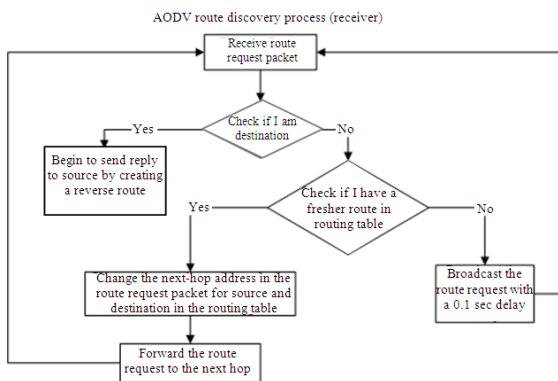 AODV route discovery process (receiver)
Receive route
request packet
Check if I am
destination
Yes
No
Begin to send reply
to source by creating
a reverse route
Check if I have a
fresher route in
routing table
Yes
No
Change the next-hop address in the
route request packet for source and
destination in the routing table
Broadcast the
route request with
a 0.1 sec delay
Forward the route
request to the next hop